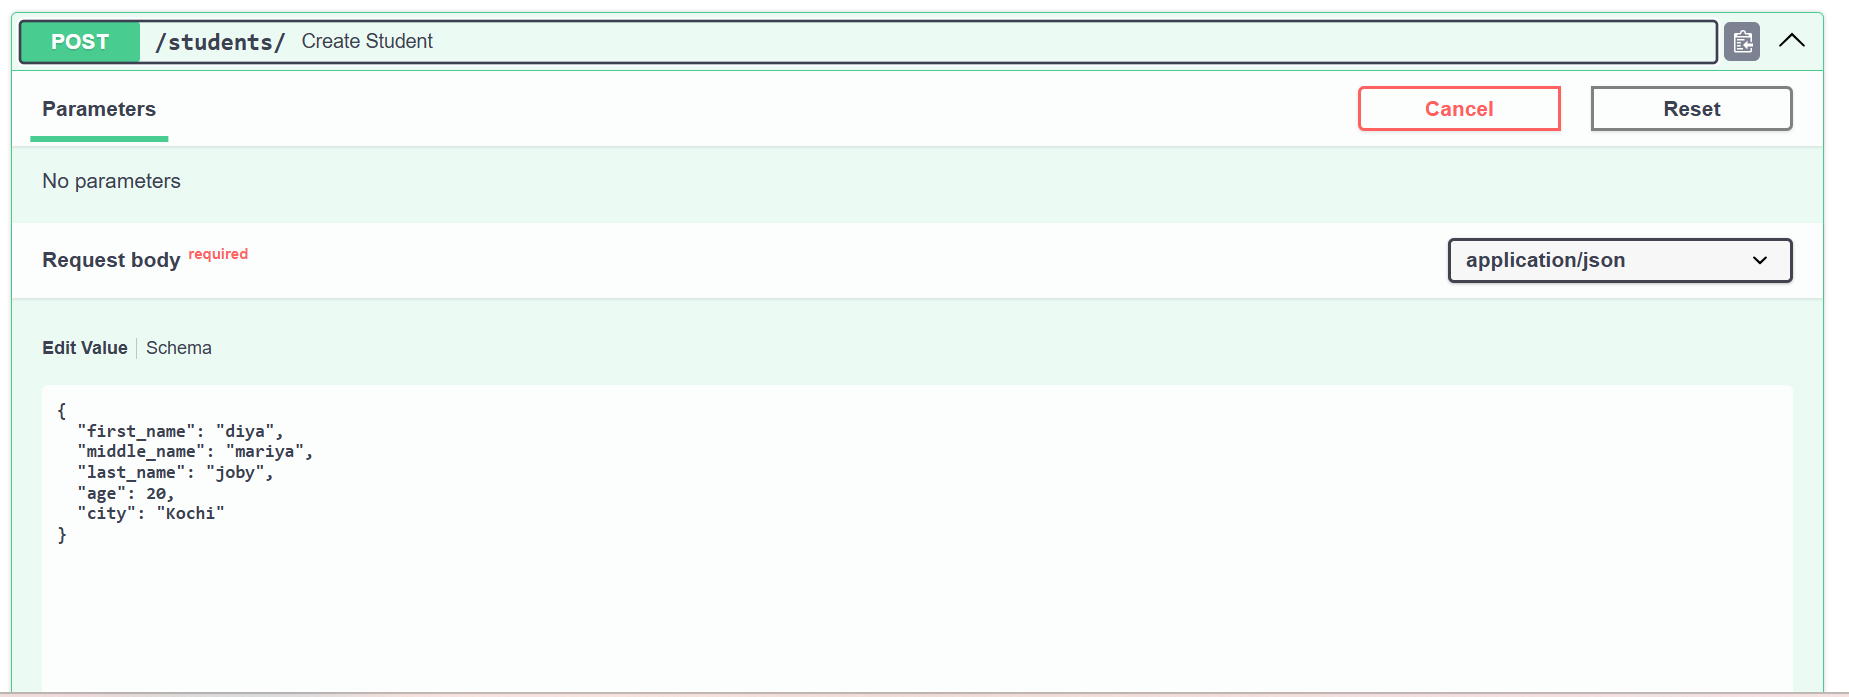 POST /students/ Create Student
Parameters
Cancel
Reset
No parameters
Request body required
application/json
Edit Value Schema
{
  "first_name": "diya",
  "middle_name": "mariya",
  "last_name": "joby",
  "age": 20,
  "city": "Kochi"
}